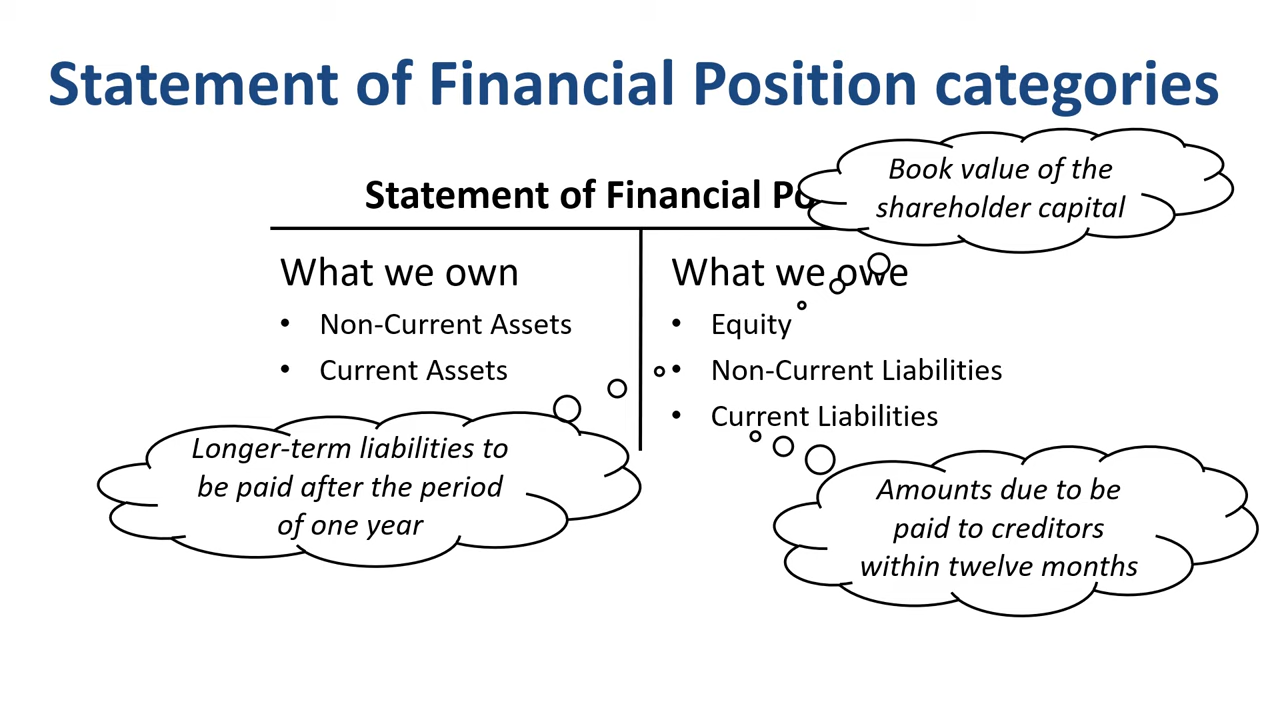 Statement of Financial Position categories
Book value of the
shareholder capital
Statement of Financial Po
What we own
What we owe
• Non-Current Assets
• Equity
• Current Assets
• Non-Current Liabilities
• Current Liabilities
Longer-term liabilities to
be paid after the period
of one year
Amounts due to be
paid to creditors
within twelve months